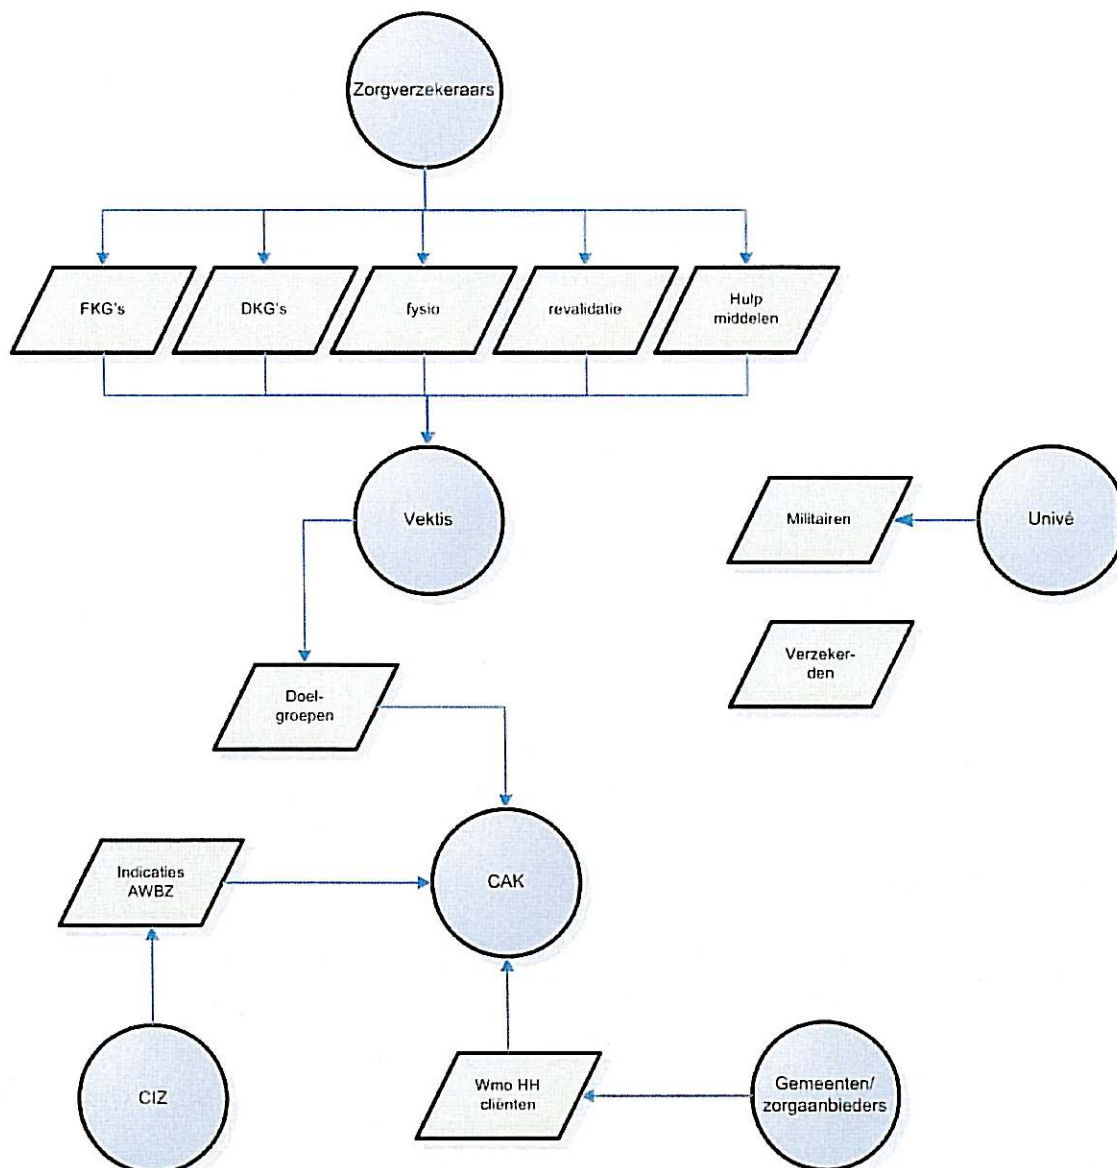 Zorgverzekeraars
FKG's
DKG's
fysio
revalidatie
Hulp
middelen
Vektis
Militairen
Univé
Verzeker-
den
Doel-
groepen
Indicaties
AWBZ
CAK
CIZ
Wmo HH
cliënten
Gemeenten/
zorgaanbieders